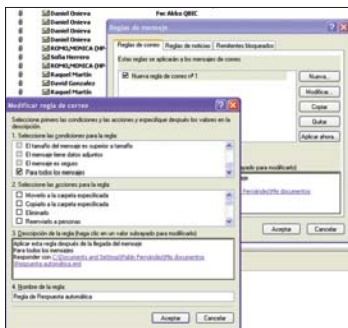 Daniel Onieva
Daniel Onieva
Daniel Onieva
Daniel Onieva
ROMO,MONICA (HP-
Sofia Herrero
ROMO,MONICA (HP-
Raquel Martín
David Gonzalez
Raquel Martín
Reglas de mensaje
Reglas de correo
Reglas de noticias
Remitentes bloqueados
Estas reglas se aplicarán a los mensajes de correo
Nueva regla de correo nº 1
Nueva...
Modificar...
Copiar
Quitar
Aplicar ahora...
Aceptar
Cancelar
Modificar regla de correo
Seleccione primero las condiciones y las acciones y especifique después los valores en la
descripción.
1. Seleccione las condiciones para la regla:
El tamaño del mensaje es superior a tamaño
El mensaje tiene datos adjuntos
El mensaje es seguro
Para todos los mensajes
2. Seleccione las acciones para la regla:
Moverlo a la carpeta especificada
Copiarlo a la carpeta especificada
Eliminarlo
Reenviarlo a personas
3. Descripción de la regla (haga clic en un valor subrayado para modificarlo):
Aplicar esta regla después de la llegada del mensaje
Para todos los mensajes
Responder con C:\Documents and Settings\Pablo Fernández\Mis documentos
\Respuesta automática.eml
4. Nombre de la regla:
Regla de Respuesta automática
Aceptar
Cancelar